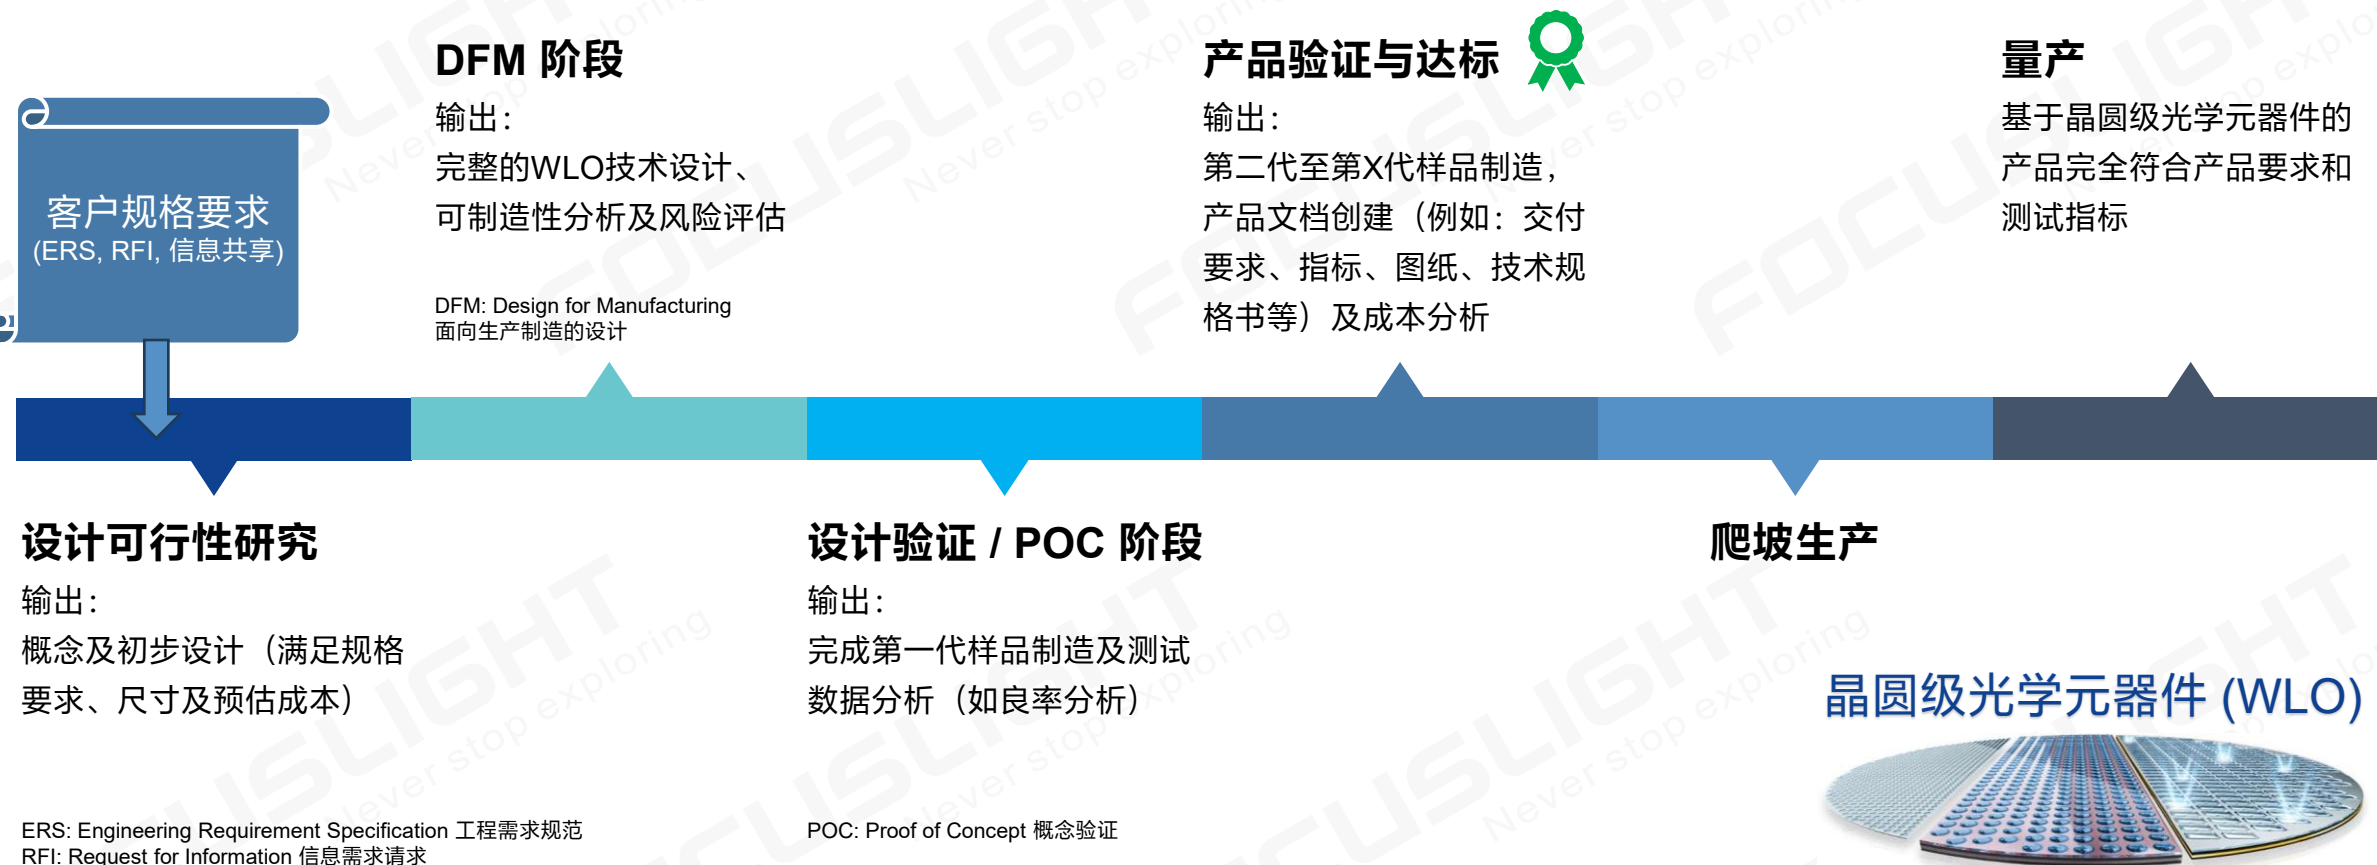 客户规格要求
(ERS, RFI, 信息共享)
DFM 阶段
输出：
完整的WLO技术设计、
可制造性分析及风险评估
DFM: Design for Manufacturing
面向生产制造的设计
产品验证与达标
输出：
第二代至第X代样品制造，
产品文档创建（例如：交付
要求、指标、图纸、技术规
格书等）及成本分析
量产
基于晶圆级光学元器件的
产品完全符合产品要求和
测试指标
设计可行性研究
输出：
概念及初步设计（满足规格
要求、尺寸及预估成本）
ERS: Engineering Requirement Specification 工程需求规范
RFI: Request for Information 信息需求请求
设计验证 / POC 阶段
输出：
完成第一代样品制造及测试
数据分析（如良率分析）
POC: Proof of Concept 概念验证
爬坡生产
晶圆级光学元器件 (WLO)
FOCUSLIGHT
Never stop exploring